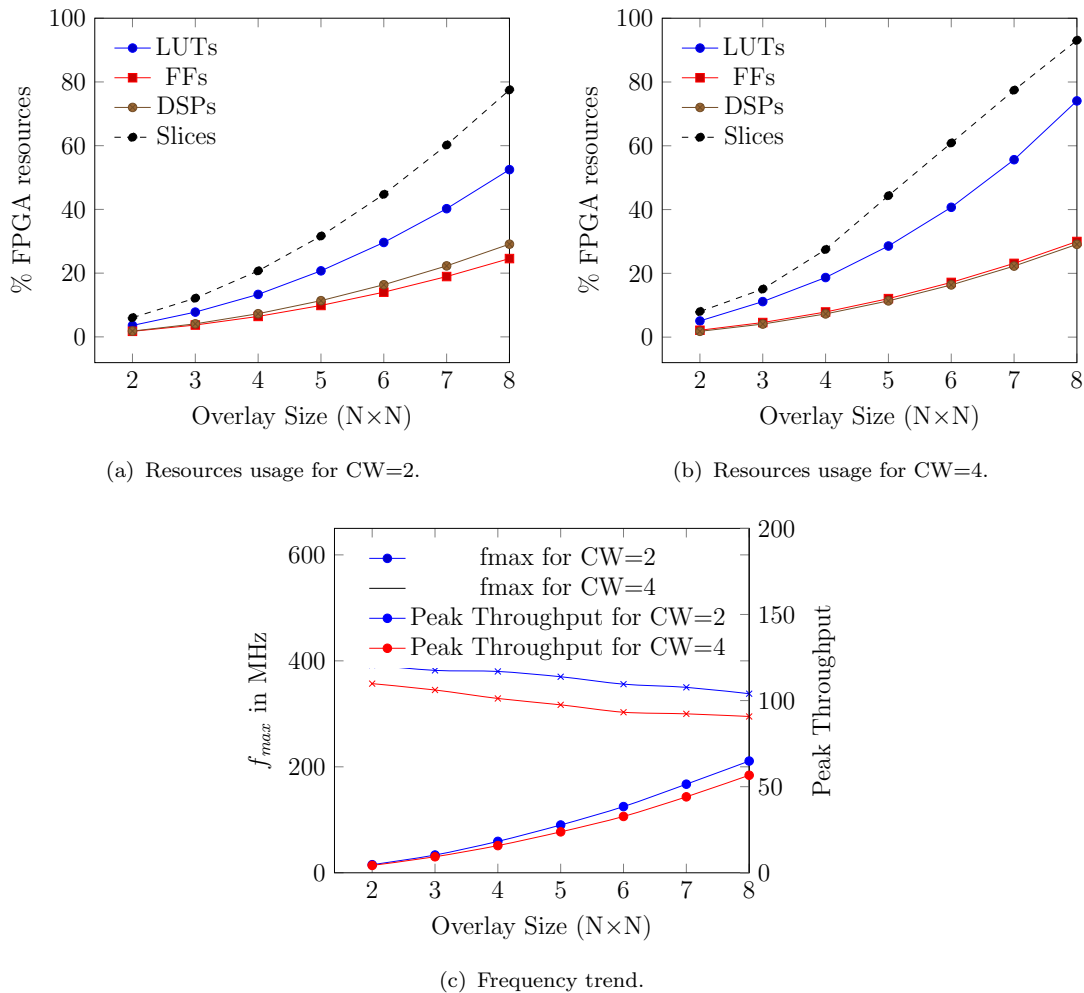 100
80
60
40
20
0
% FPGA resources
LUTs
FFs
DSPs
Slices
2 3 4 5 6 7 8
Overlay Size (N×N)
(a) Resources usage for CW=2.
100
80
60
40
20
0
% FPGA resources
LUTs
FFs
DSPs
Slices
2 3 4 5 6 7 8
Overlay Size (N×N)
(b) Resources usage for CW=4.
600
400
200
0
fmax in MHz
fmax for CW=2
fmax for CW=4
Peak Throughput for CW=2
Peak Throughput for CW=4
200
150
100
50
0
Peak Throughput
2 3 4 5 6 7 8
Overlay Size (N×N)
(c) Frequency trend.